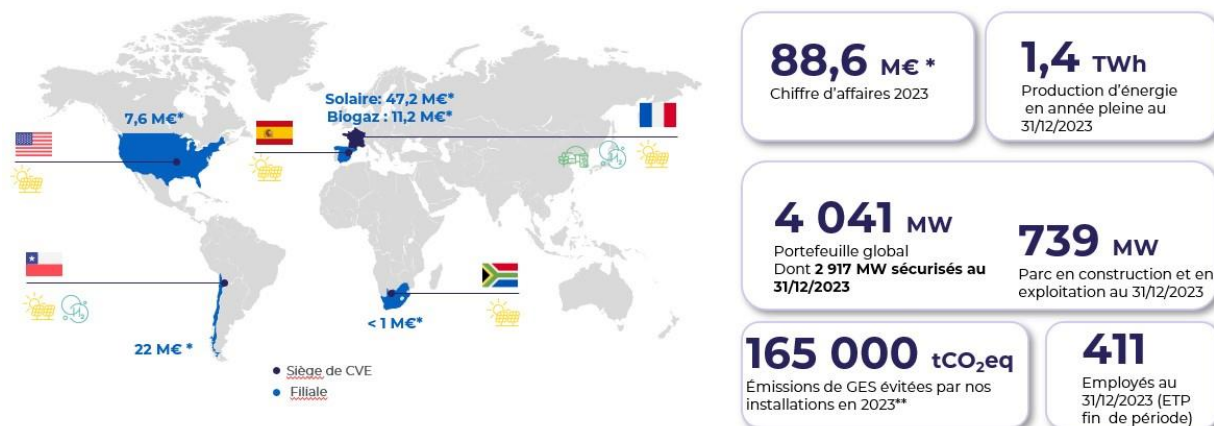 Solaire: 47,2 M€*
Biogaz : 11,2 M€*
7,6 M€*
22 M€ *
< 1 M€*
Siège de CVE
Filiale
88,6 M€ *
Chiffre d'affaires 2023
1,4 TWh
Production d'énergie
en année pleine au
31/12/2023
4 041 MW
Portefeuille global
Dont 2 917 MW sécurisés au
31/12/2023
739 MW
Parc en construction et en
exploitation au 31/12/2023
165 000 tCO₂eq
Émissions de GES évitées par nos
installations en 2023**
411
Employés au
31/12/2023 (ETP
fin de période)
H₂